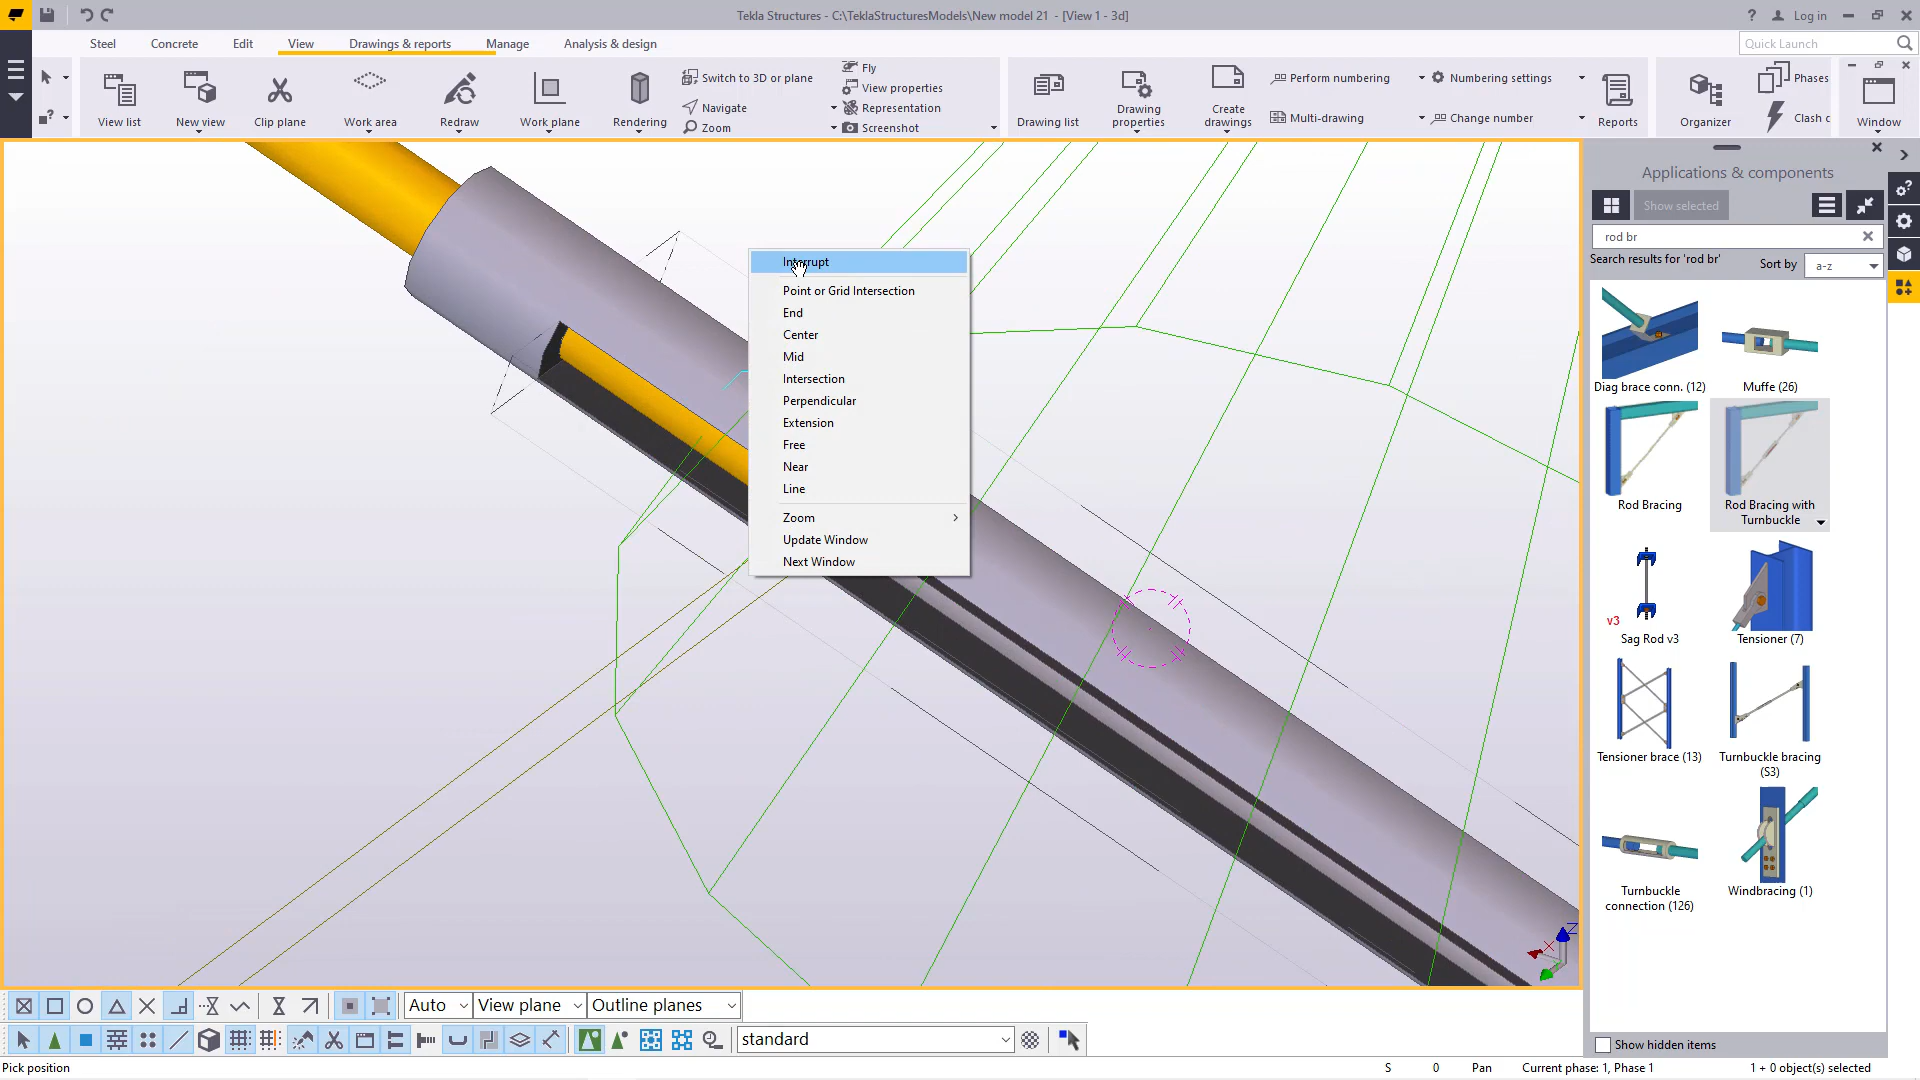 Tekla Structures - C:\TeklaStructuresModels\New model 21 - [View 1 - 3d]
? Log in
Steel Concrete Edit View Drawings & reports Manage Analysis & design
Quick Launch
View list
New view
Clip plane
Work area
Redraw
Work plane
Rendering
Switch to 3D or plane
Navigate
Zoom
Fly
View properties
Representation
Screenshot
Drawing list
Drawing
properties
Create
drawings
Perform numbering
Multi-drawing
Numbering settings
Change number
Reports
Organizer
Phases
Clash c
Window
Interrupt
Point or Grid Intersection
End
Center
Mid
Intersection
Perpendicular
Extension
Free
Near
Line
Zoom
Update Window
Next Window
X
Z
Applications & components
Show selected
rod br
Search results for 'rod br'
Sort by a-z
Diag brace conn. (12)
Muffe (26)
Rod Bracing
Rod Bracing with
Turnbuckle
v3
Sag Rod v3
Tensioner (7)
Tensioner brace (13)
Turnbuckle bracing
(S3)
Turnbuckle
connection (126)
Windbracing (1)
Show hidden items
Auto View plane Outline planes
standard
Pick position
S 0 Pan Current phase: 1, Phase 1 1 + 0 object(s) selected